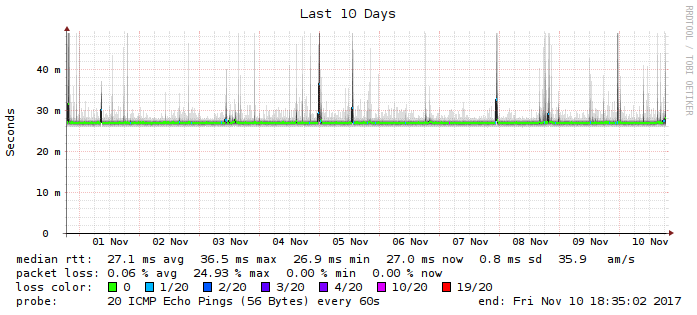 Last 10 Days
RRDTOOL / TOBI OETIKER
Seconds
40 m
30 m
20 m
10 m
0
01 Nov 02 Nov 03 Nov 04 Nov 05 Nov 06 Nov 07 Nov 08 Nov 09 Nov 10 Nov
median rtt: 27.1 ms avg 36.5 ms max 26.9 ms min 27.0 ms now 0.8 ms sd 35.9 am/s
packet loss: 0.06 % avg 24.93 % max 0.00 % min 0.00 % now
loss color: 0 1/20 2/20 3/20 4/20 10/20 19/20
probe: 20 ICMP Echo Pings (56 Bytes) every 60s end: Fri Nov 10 18:35:02 2017